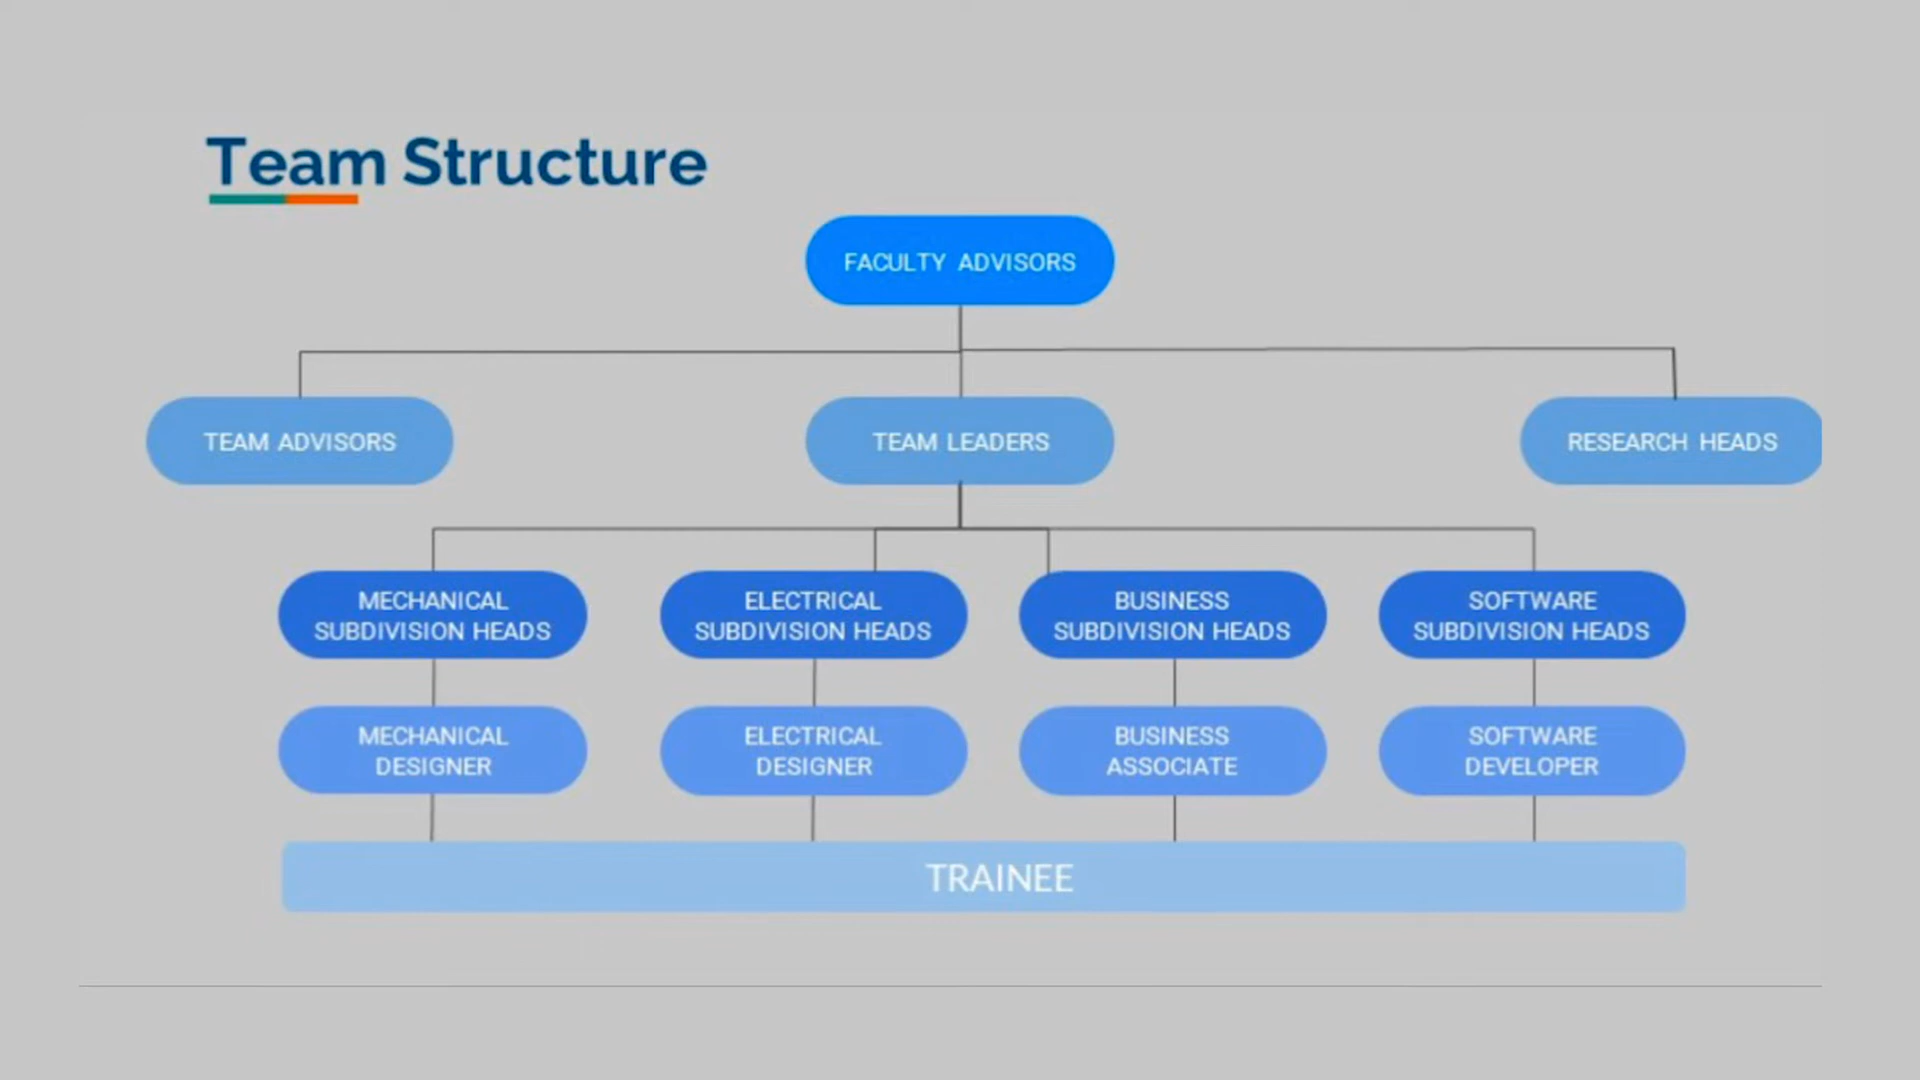 Team Structure
FACULTY ADVISORS
TEAM ADVISORS
TEAM LEADERS
RESEARCH HEADS
MECHANICAL
SUBDIVISION HEADS
ELECTRICAL
SUBDIVISION HEADS
BUSINESS
SUBDIVISION HEADS
SOFTWARE
SUBDIVISION HEADS
MECHANICAL
DESIGNER
ELECTRICAL
DESIGNER
BUSINESS
ASSOCIATE
SOFTWARE
DEVELOPER
TRAINEE